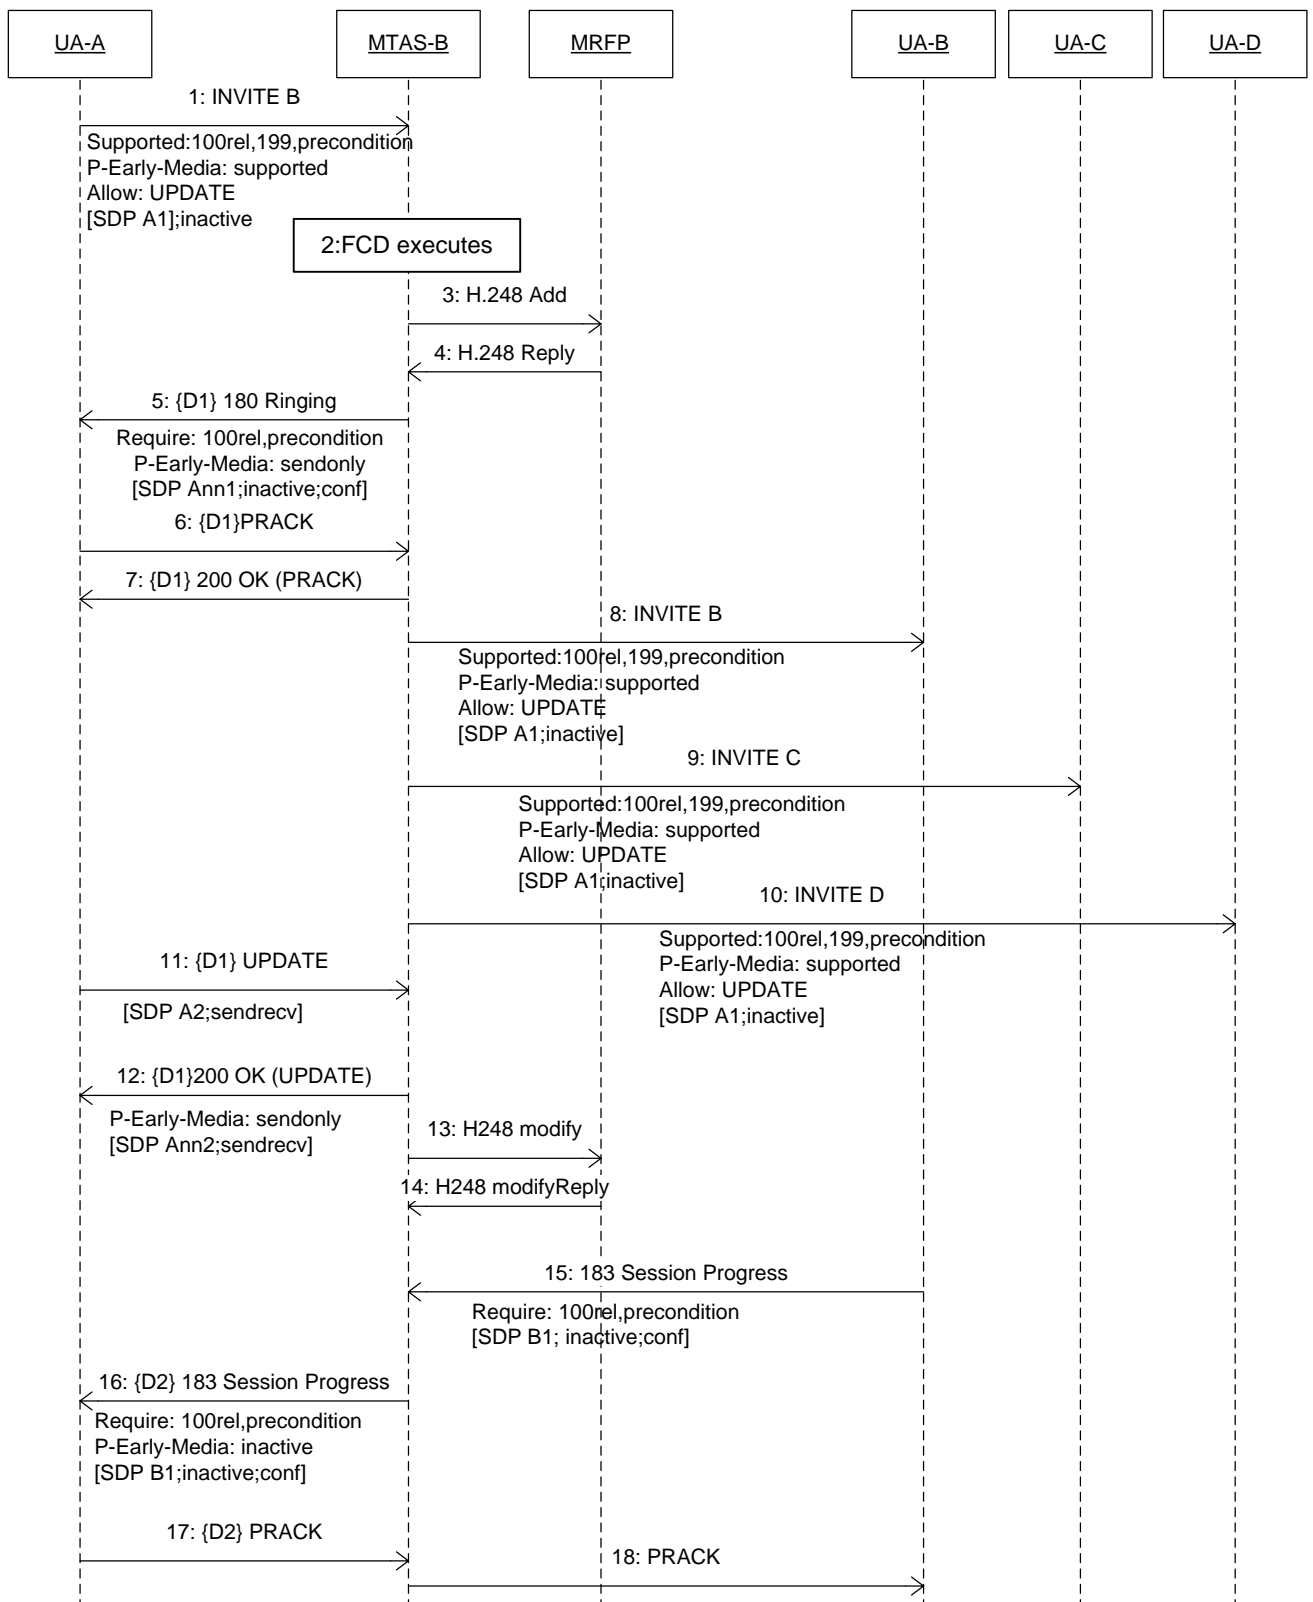 UA-A
MTAS-B
MRFP
UA-B
UA-C
UA-D
1: INVITE B
Supported:100rel,199,precondition
P-Early-Media: supported
Allow: UPDATE
[SDP A1];inactive
2:FCD executes
3: H.248 Add
4: H.248 Reply
5: {D1} 180 Ringing
Require: 100rel,precondition
P-Early-Media: sendonly
[SDP Ann1;inactive;conf]
6: {D1}PRACK
7: {D1} 200 OK (PRACK)
8: INVITE B
Supported:100rel,199,precondition
P-Early-Media: supported
Allow: UPDATE
[SDP A1;inactive]
9: INVITE C
Supported:100rel,199,precondition
P-Early-Media: supported
Allow: UPDATE
[SDP A1;inactive]
10: INVITE D
Supported:100rel,199,precondition
P-Early-Media: supported
Allow: UPDATE
[SDP A1;inactive]
11: {D1} UPDATE
[SDP A2;sendrecv]
12: {D1}200 OK (UPDATE)
P-Early-Media: sendonly
[SDP Ann2;sendrecv]
13: H248 modify
14: H248 modifyReply
15: 183 Session Progress
Require: 100rel,precondition
[SDP B1; inactive;conf]
16: {D2} 183 Session Progress
Require: 100rel,precondition
P-Early-Media: inactive
[SDP B1;inactive;conf]
17: {D2} PRACK
18: PRACK